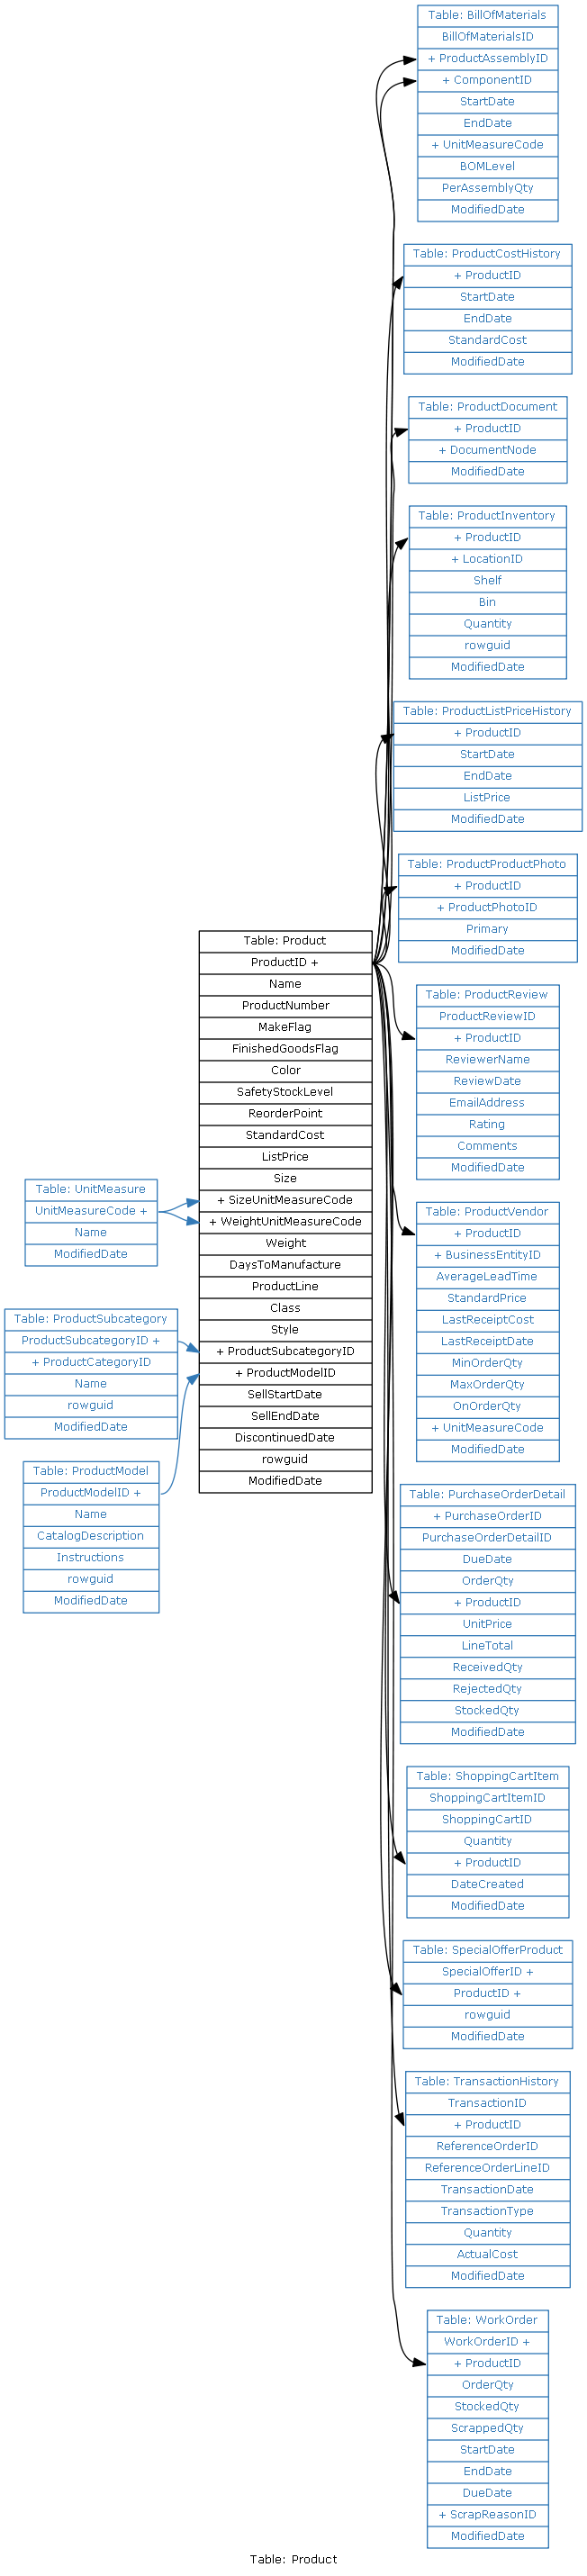 Table: BillOfMaterials
BillOfMaterialsID
+ ProductAssemblyID
+ ComponentID
StartDate
EndDate
+ UnitMeasureCode
BOMLevel
PerAssemblyQty
ModifiedDate
Table: ProductCostHistory
+ ProductID
StartDate
EndDate
StandardCost
ModifiedDate
Table: ProductDocument
+ ProductID
+ DocumentNode
ModifiedDate
Table: ProductInventory
+ ProductID
+ LocationID
Shelf
Bin
Quantity
rowguid
ModifiedDate
Table: ProductListPriceHistory
+ ProductID
StartDate
EndDate
ListPrice
ModifiedDate
Table: ProductProductPhoto
+ ProductID
+ ProductPhotoID
Primary
ModifiedDate
Table: Product
ProductID +
Name
ProductNumber
MakeFlag
FinishedGoodsFlag
Color
SafetyStockLevel
ReorderPoint
StandardCost
ListPrice
Size
+ SizeUnitMeasureCode
+ WeightUnitMeasureCode
Weight
DaysToManufacture
ProductLine
Class
Style
+ ProductSubcategoryID
+ ProductModelID
SellStartDate
SellEndDate
DiscontinuedDate
rowguid
ModifiedDate
Table: ProductReview
ProductReviewID
+ ProductID
ReviewerName
ReviewDate
EmailAddress
Rating
Comments
ModifiedDate
Table: UnitMeasure
UnitMeasureCode +
Name
ModifiedDate
Table: ProductVendor
+ ProductID
+ BusinessEntityID
AverageLeadTime
StandardPrice
LastReceiptCost
LastReceiptDate
MinOrderQty
MaxOrderQty
OnOrderQty
+ UnitMeasureCode
ModifiedDate
Table: ProductSubcategory
ProductSubcategoryID +
+ ProductCategoryID
Name
rowguid
ModifiedDate
Table: ProductModel
ProductModelID +
Name
CatalogDescription
Instructions
rowguid
ModifiedDate
Table: PurchaseOrderDetail
+ PurchaseOrderID
PurchaseOrderDetailID
DueDate
OrderQty
+ ProductID
UnitPrice
LineTotal
ReceivedQty
RejectedQty
StockedQty
ModifiedDate
Table: ShoppingCartItem
ShoppingCartItemID
ShoppingCartID
Quantity
+ ProductID
DateCreated
ModifiedDate
Table: SpecialOfferProduct
SpecialOfferID +
ProductID +
rowguid
ModifiedDate
Table: TransactionHistory
TransactionID
+ ProductID
ReferenceOrderID
ReferenceOrderLineID
TransactionDate
TransactionType
Quantity
ActualCost
ModifiedDate
Table: WorkOrder
WorkOrderID +
+ ProductID
OrderQty
StockedQty
ScrappedQty
StartDate
EndDate
DueDate
+ ScrapReasonID
ModifiedDate
Table: Product